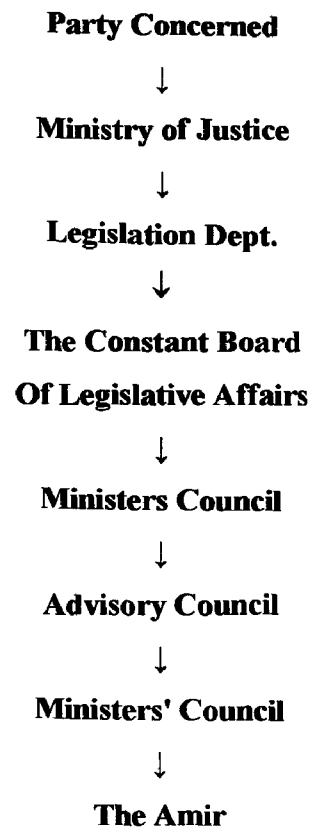 Party Concerned
↓
Ministry of Justice
↓
Legislation Dept.
↓
The Constant Board
Of Legislative Affairs
↓
Ministers Council
↓
Advisory Council
↓
Ministers' Council
↓
The Amir